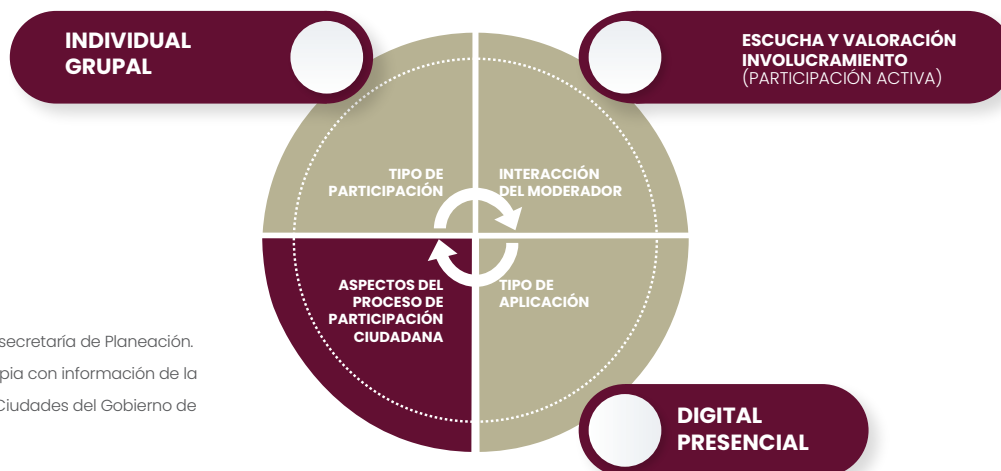 INDIVIDUAL
GRUPAL
ESCUCHA Y VALORACIÓN
INVOLUCRAMIENTO
(PARTICIPACIÓN ACTIVA)
TIPO DE
PARTICIPACIÓN
INTERACCIÓN
DEL MODERADOR
ASPECTOS DEL
PROCESO DE
PARTICIPACIÓN
CIUDADANA
TIPO DE
APLICACIÓN
secretaría de Planeación.
pia con información de la
Ciudades del Gobierno de
DIGITAL
PRESENCIAL